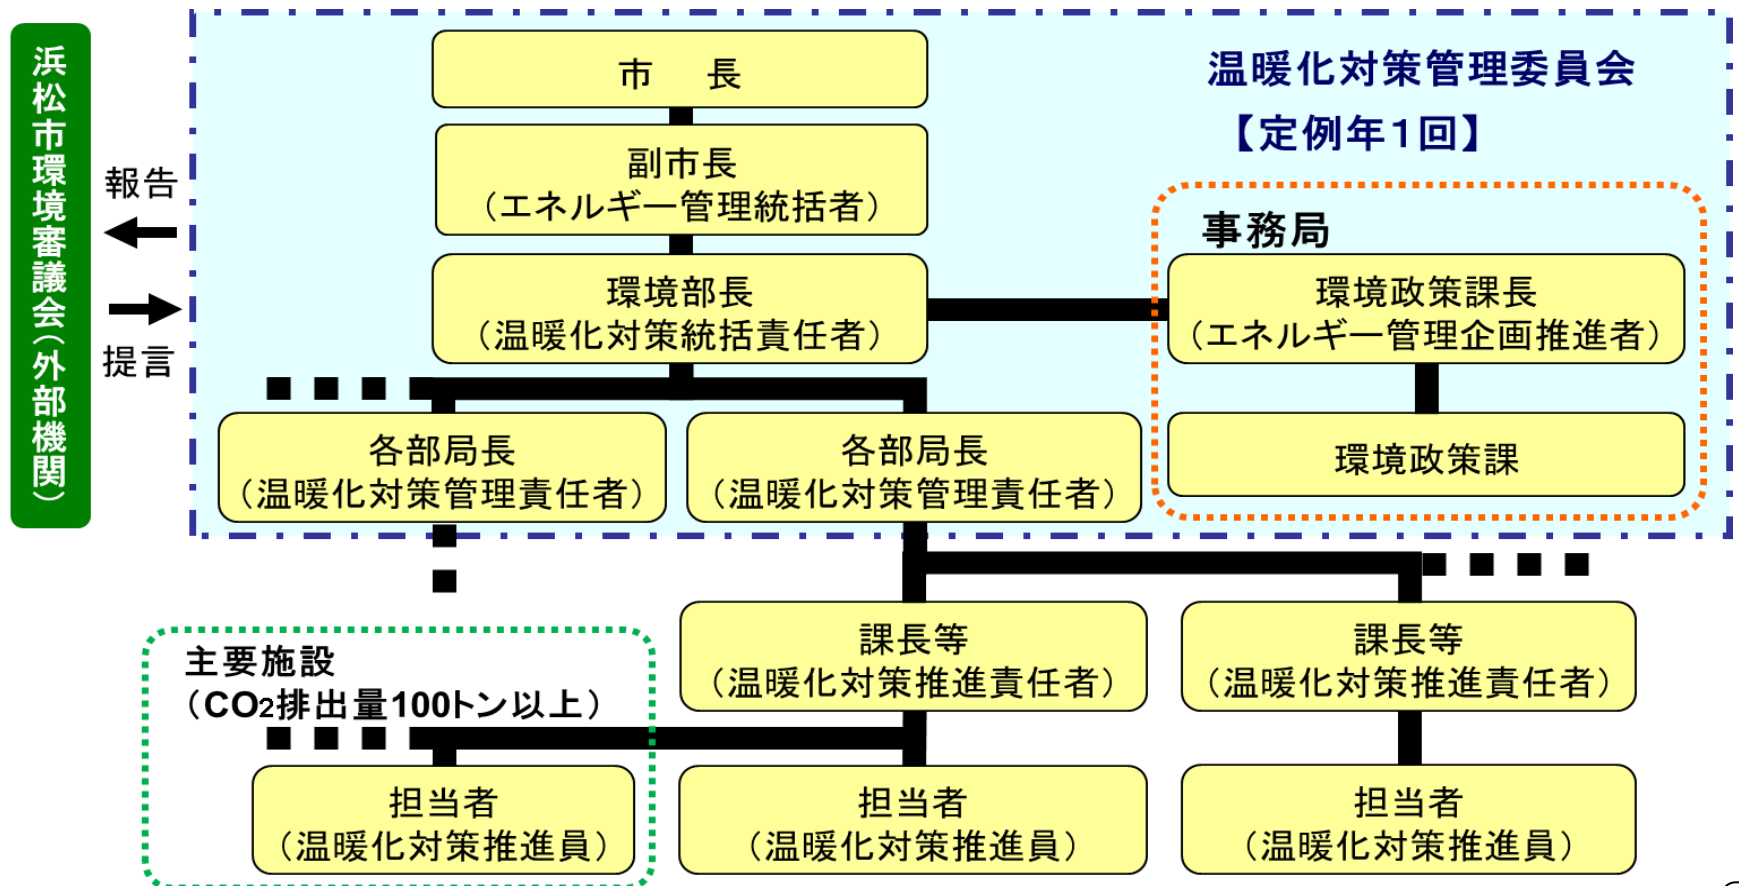 浜松市環境審議会(外部機関)
報告
提言
温暖化対策管理委員会
【定例年1回】
市　長
副市長
(エネルギー管理統括者)
環境部長
(温暖化対策統括責任者)
事務局
環境政策課長
(エネルギー管理企画推進者)
環境政策課
各部局長
(温暖化対策管理責任者)
各部局長
(温暖化対策管理責任者)
課長等
(温暖化対策推進責任者)
課長等
(温暖化対策推進責任者)
主要施設
(CO₂排出量100トン以上)
担当者
(温暖化対策推進員)
担当者
(温暖化対策推進員)
担当者
(温暖化対策推進員)